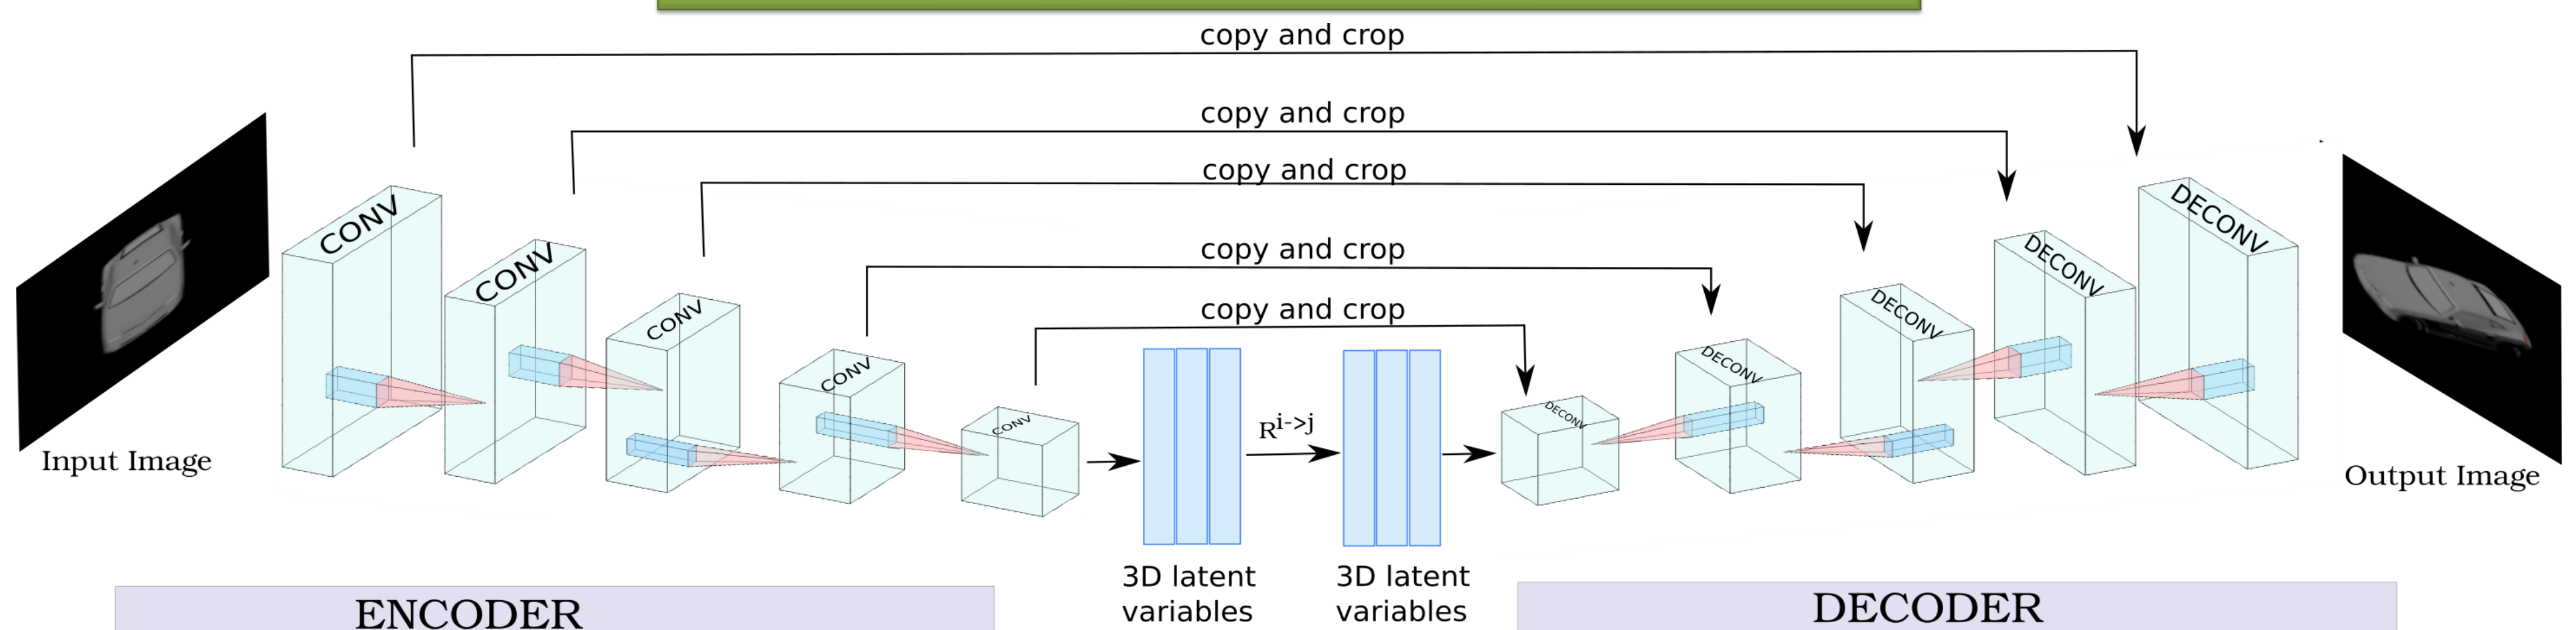 copy and crop
copy and crop
copy and crop
copy and crop
copy and crop
CONV
CONV
CONV
CONV
CONV
DECONV
DECONV
DECONV
DECONV
DECONV
R^{i->j}
Input Image
Output Image
3D latent
variables
3D latent
variables
ENCODER
DECODER